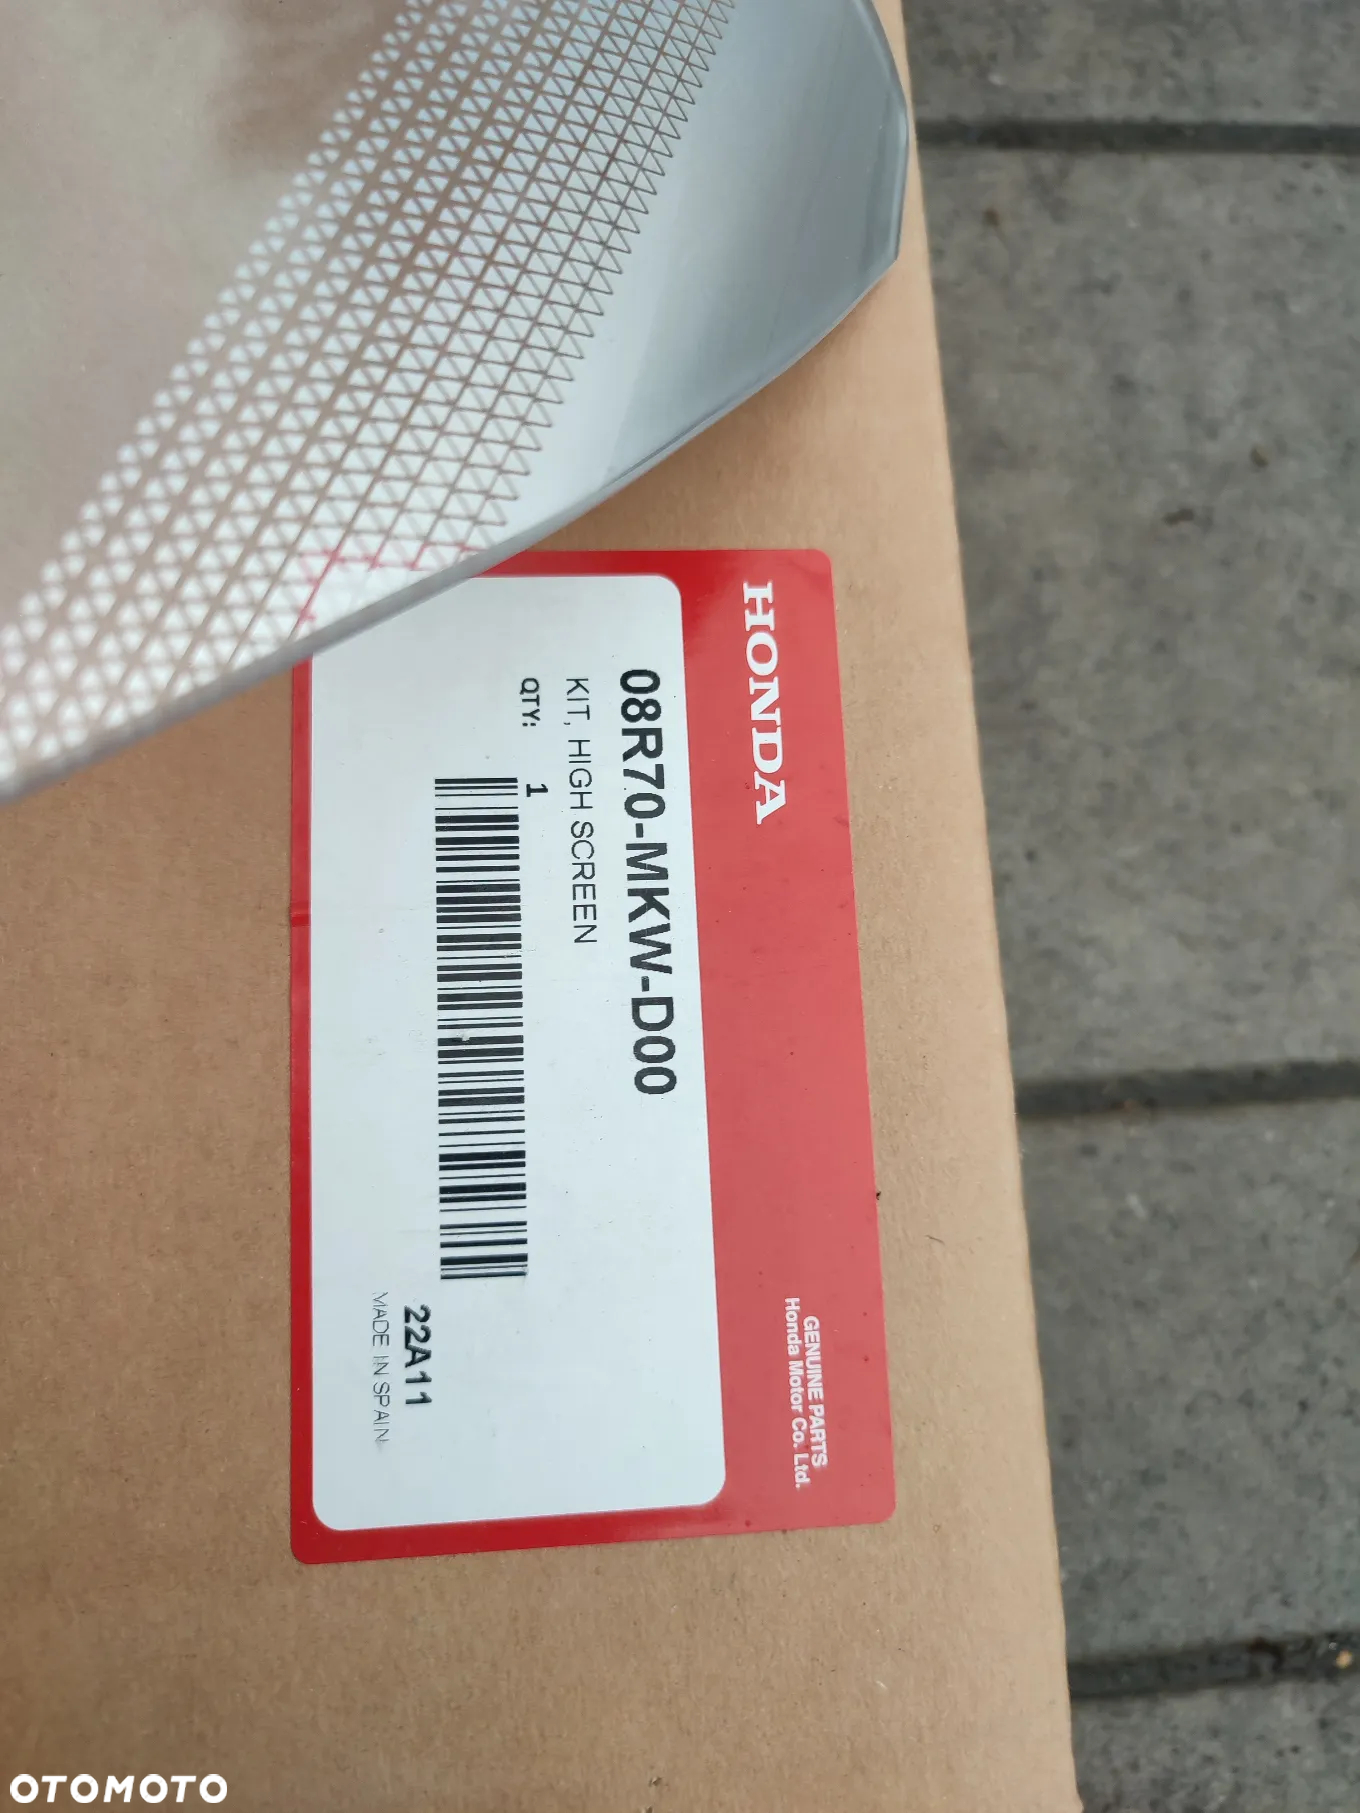 HONDA
GENUINE PARTS
Honda Motor Co. Ltd.
08R70-MKW-D00
KIT, HIGH SCREEN
QTY: 1
22A11
MADE IN SPAIN
OTOMOTO